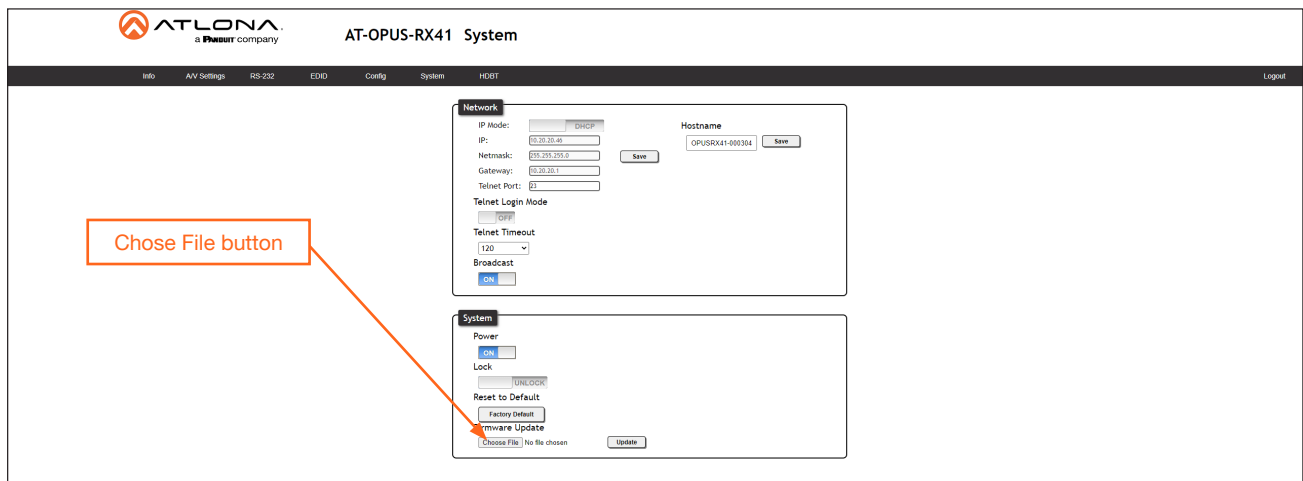 ATLONA.
a PANDUIT company
AT-OPUS-RX41 System
Info A/V Settings RS-232 EDID Config System HDBT Logout
Network
IP Mode: DHCP
IP: 10.20.20.46
Netmask: 255.255.255.0
Gateway: 10.20.20.1
Telnet Port: 23
Save
Hostname
OPUSRX41-000304 Save
Telnet Login Mode
OFF
Telnet Timeout
120
Broadcast
ON
Chose File button
System
Power
ON
Lock
UNLOCK
Reset to Default
Factory Default
Firmware Update
Choose File No file chosen Update